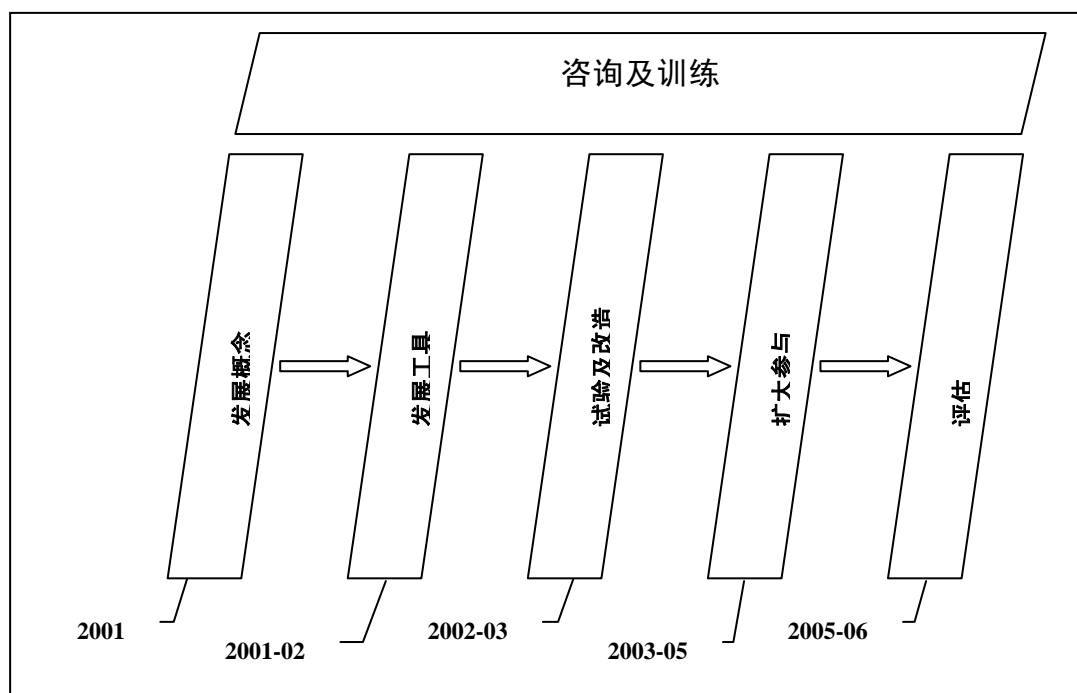 咨询及训练
发展概念
发展工具
试验及改造
扩大参与
评估
2001
2001-02
2002-03
2003-05
2005-06